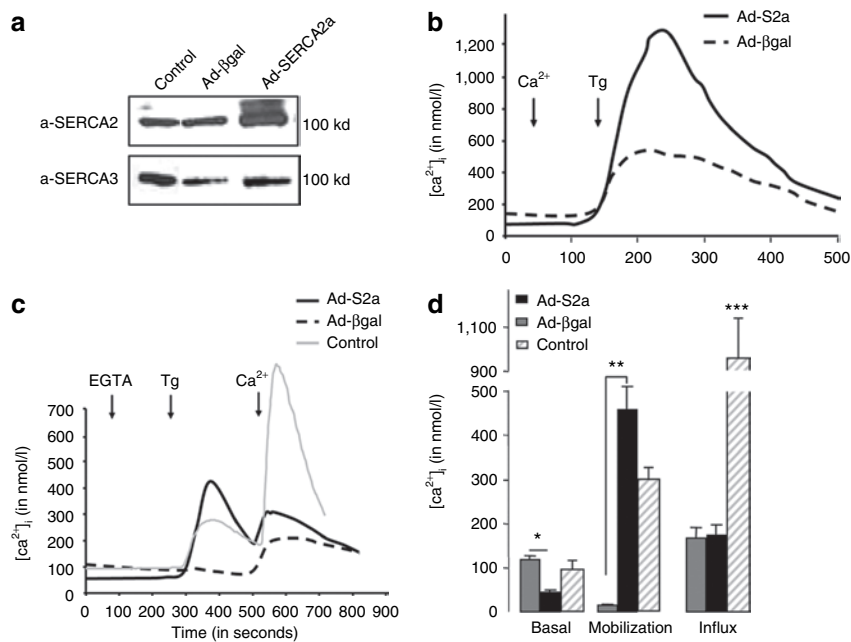 a
Control
Ad-βgal
Ad-SERCA2a
a-SERCA2
100 kd
a-SERCA3
100 kd
b
Ad-S2a
Ad-βgal
Ca2+
Tg
[ca2+]i (in nmol/l)
1,200
1,000
800
600
400
200
0
0 100 200 300 400 500
c
Ad-S2a
Ad-βgal
Control
EGTA
Tg
Ca2+
[ca2+]i (in nmol/l)
700
600
500
400
300
200
100
0
0 100 200 300 400 500 600 700 800 900
Time (in seconds)
d
Ad-S2a
Ad-βgal
Control
[ca2+]i (in nmol/l)
1,100
900
500
400
300
200
100
0
*
**
***
Basal Mobilization Influx